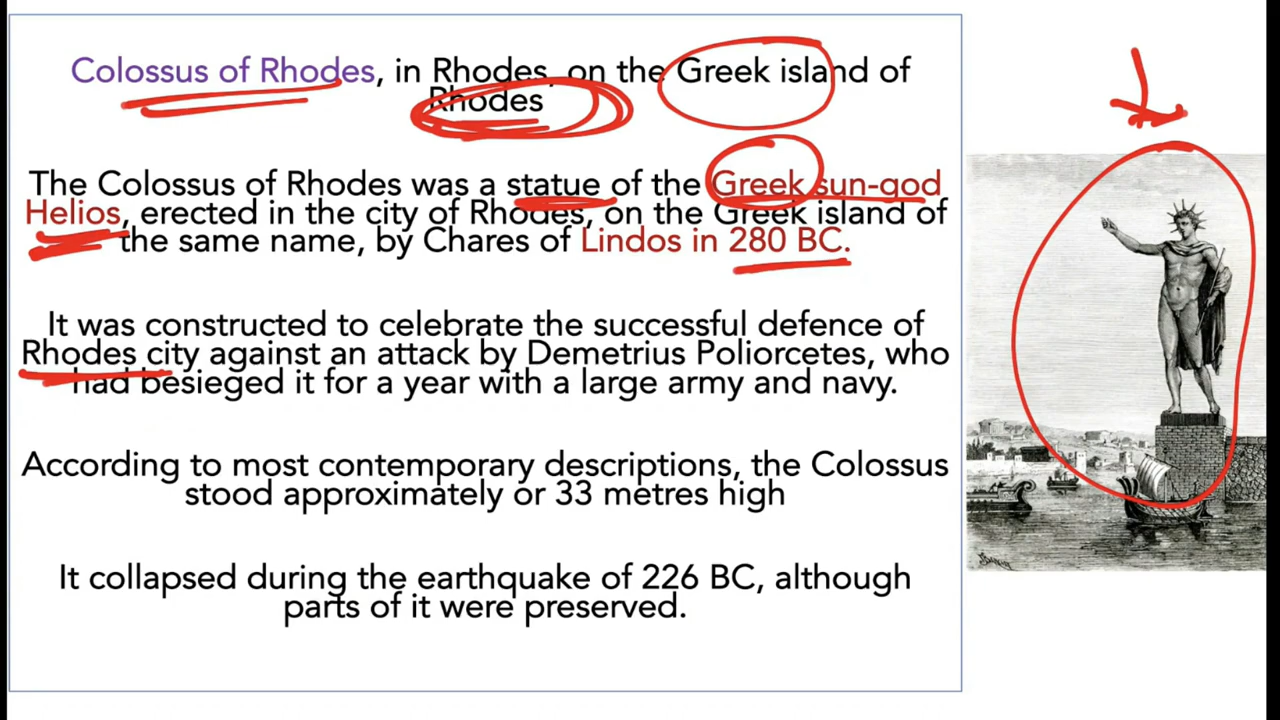 Colossus of Rhodes, in Rhodes, on the Greek island of
Rhodes
The Colossus of Rhodes was a statue of the Greek sun-god
Helios, erected in the city of Rhodes, on the Greek island of
the same name, by Chares of Lindos in 280 BC.
It was constructed to celebrate the successful defence of
Rhodes city against an attack by Demetrius Poliorcetes, who
had besieged it for a year with a large army and navy.
According to most contemporary descriptions, the Colossus
stood approximately or 33 metres high
It collapsed during the earthquake of 226 BC, although
parts of it were preserved.